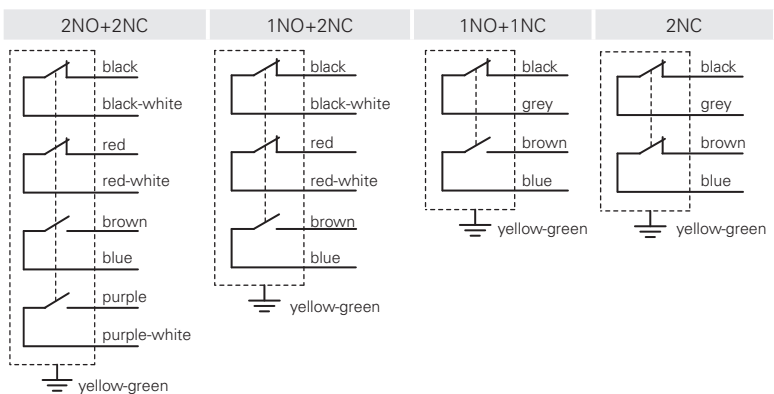 2NO+2NC
black
black-white
red
red-white
brown
blue
purple
purple-white
yellow-green
1NO+2NC
black
black-white
red
red-white
brown
blue
yellow-green
1NO+1NC
black
grey
brown
blue
yellow-green
2NC
black
grey
brown
blue
yellow-green